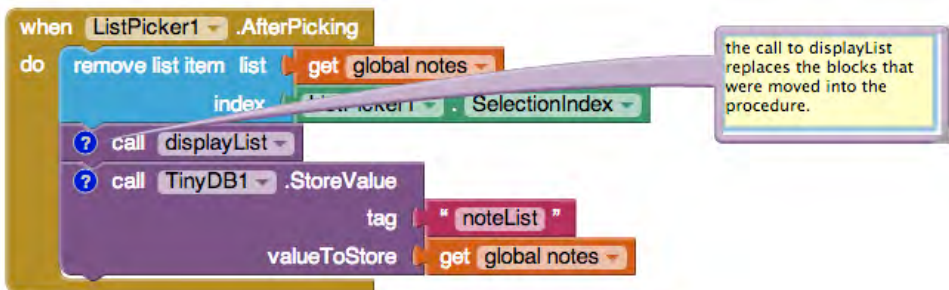 when ListPicker1 .AfterPicking
do remove list item list get global notes
index ListPicker1 . SelectionIndex
? call displayList
? call TinyDB1 .StoreValue
tag " noteList "
valueToStore get global notes
the call to displayList
replaces the blocks that
were moved into the
procedure.